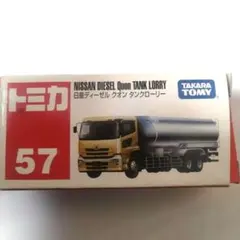 トミカ
NISSAN DIESEL Quon TANK LORRY
日産ディーゼル クオン タンクローリー
TAKARA
TOMY
57